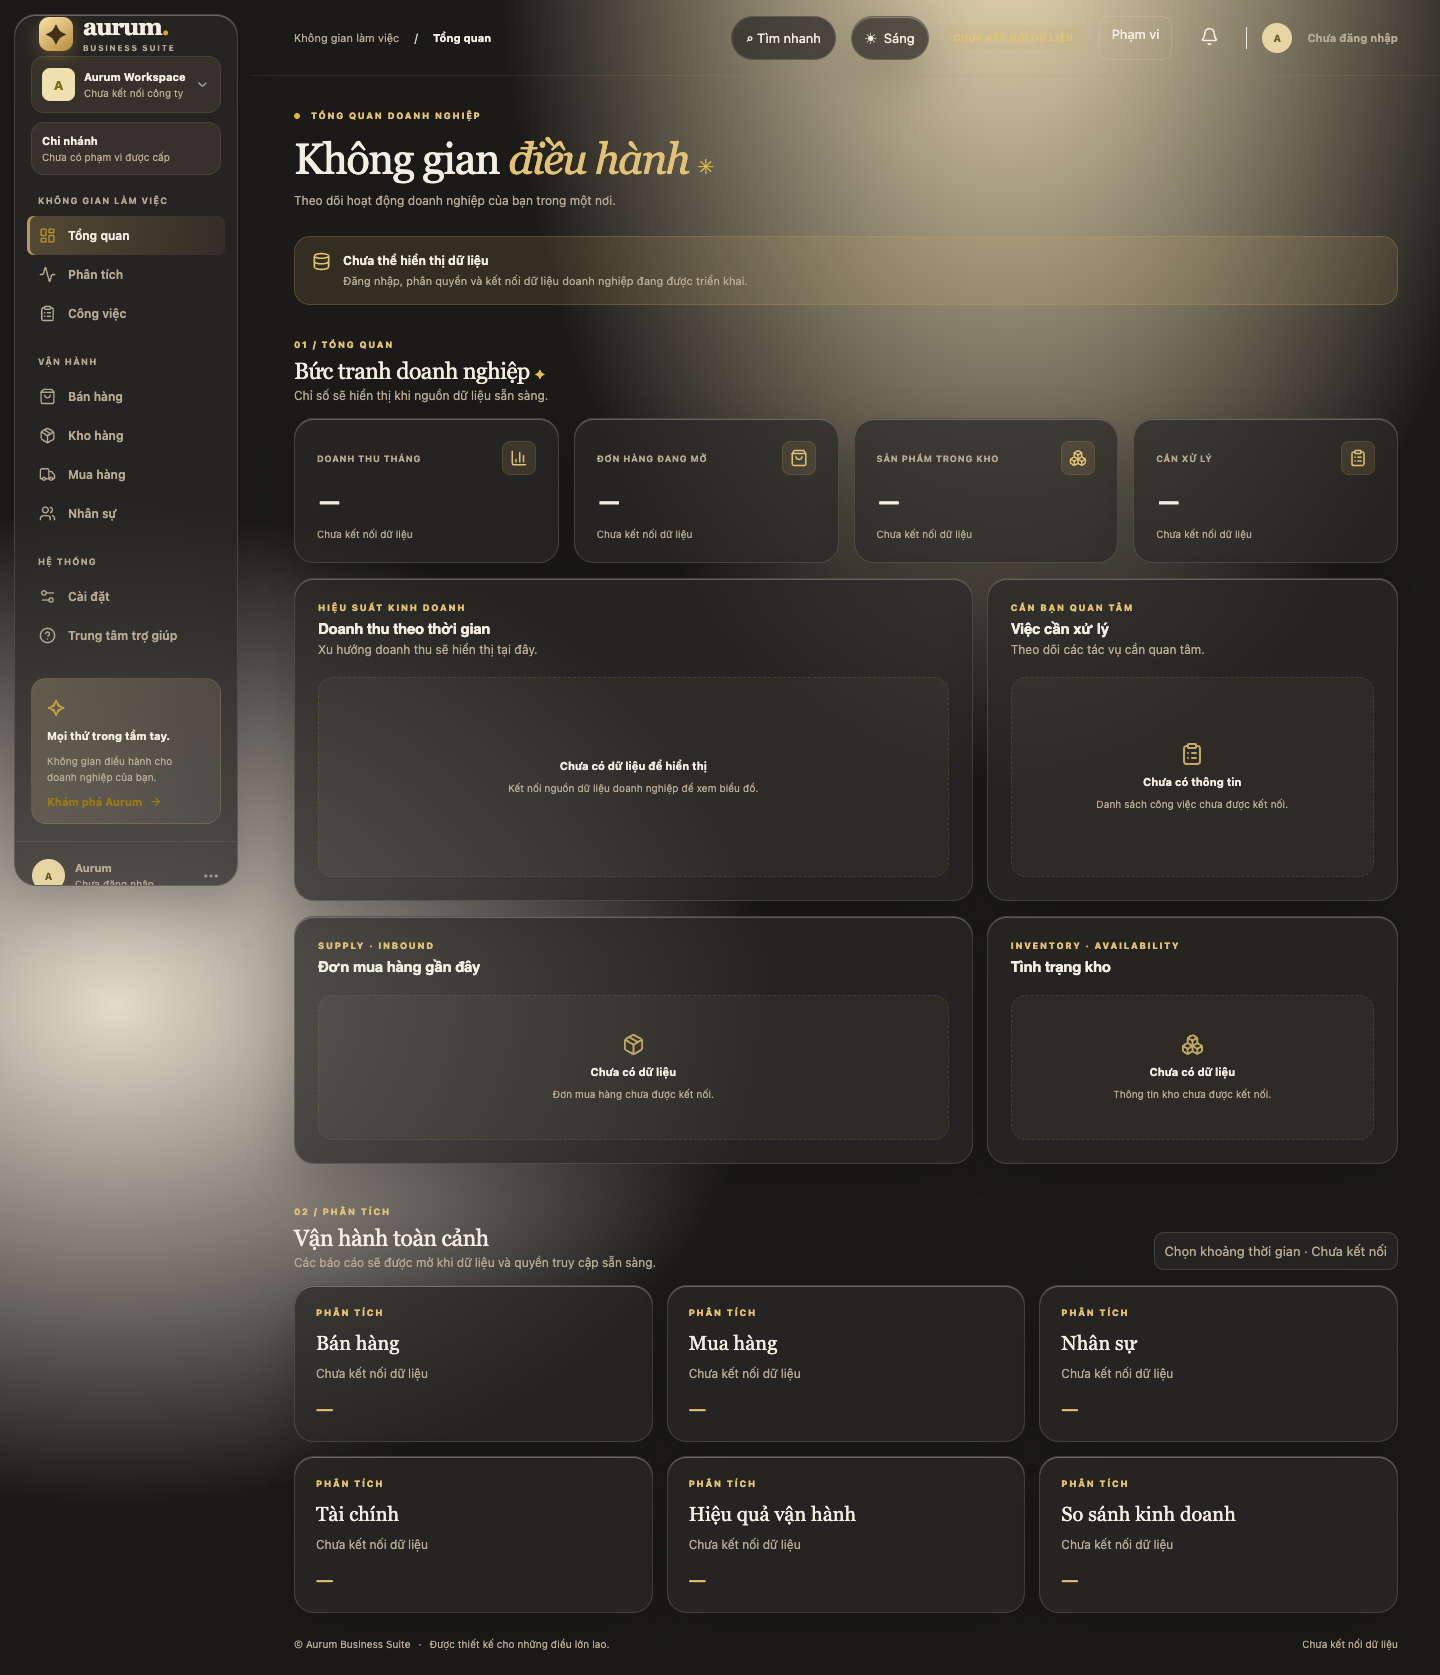 aurum.
BUSINESS SUITE
A
Aurum Workspace
Chưa kết nối công ty
Chi nhánh
Chưa có phạm vi được cấp
KHÔNG GIAN LÀM VIỆC
Tổng quan
Phân tích
Công việc
VẬN HÀNH
Bán hàng
Kho hàng
Mua hàng
Nhân sự
HỆ THỐNG
Cài đặt
Trung tâm trợ giúp
Mọi thứ trong tầm tay.
Không gian điều hành cho
doanh nghiệp của bạn.
Khám phá Aurum →
A
Aurum
Chưa đăng nhập
Không gian làm việc / Tổng quan
Tìm nhanh
Sáng
CHƯA KẾT NỐI DỮ LIỆU
Phạm vi
A
Chưa đăng nhập
TỔNG QUAN DOANH NGHIỆP
Không gian điều hành
Theo dõi hoạt động doanh nghiệp của bạn trong một nơi.
Chưa thể hiển thị dữ liệu
Đăng nhập, phân quyền và kết nối dữ liệu doanh nghiệp đang được triển khai.
01 / TỔNG QUAN
Bức tranh doanh nghiệp
Chỉ số sẽ hiển thị khi nguồn dữ liệu sẵn sàng.
DOANH THU THÁNG
—
Chưa kết nối dữ liệu
ĐƠN HÀNG ĐANG MỞ
—
Chưa kết nối dữ liệu
SẢN PHẨM TRONG KHO
—
Chưa kết nối dữ liệu
CẦN XỬ LÝ
—
Chưa kết nối dữ liệu
HIỆU SUẤT KINH DOANH
Doanh thu theo thời gian
Xu hướng doanh thu sẽ hiển thị tại đây.
Chưa có dữ liệu để hiển thị
Kết nối nguồn dữ liệu doanh nghiệp để xem biểu đồ.
CẦN BẠN QUAN TÂM
Việc cần xử lý
Theo dõi các tác vụ cần quan tâm.
Chưa có thông tin
Danh sách công việc chưa được kết nối.
SUPPLY · INBOUND
Đơn mua hàng gần đây
Chưa có dữ liệu
Đơn mua hàng chưa được kết nối.
INVENTORY · AVAILABILITY
Tình trạng kho
Chưa có dữ liệu
Thông tin kho chưa được kết nối.
02 / PHÂN TÍCH
Vận hành toàn cảnh
Các báo cáo sẽ được mở khi dữ liệu và quyền truy cập sẵn sàng.
Chọn khoảng thời gian · Chưa kết nối
PHÂN TÍCH
Bán hàng
Chưa kết nối dữ liệu
—
PHÂN TÍCH
Mua hàng
Chưa kết nối dữ liệu
—
PHÂN TÍCH
Nhân sự
Chưa kết nối dữ liệu
—
PHÂN TÍCH
Tài chính
Chưa kết nối dữ liệu
—
PHÂN TÍCH
Hiệu quả vận hành
Chưa kết nối dữ liệu
—
PHÂN TÍCH
So sánh kinh doanh
Chưa kết nối dữ liệu
—
© Aurum Business Suite · Được thiết kế cho những điều lớn lao.
Chưa kết nối dữ liệu